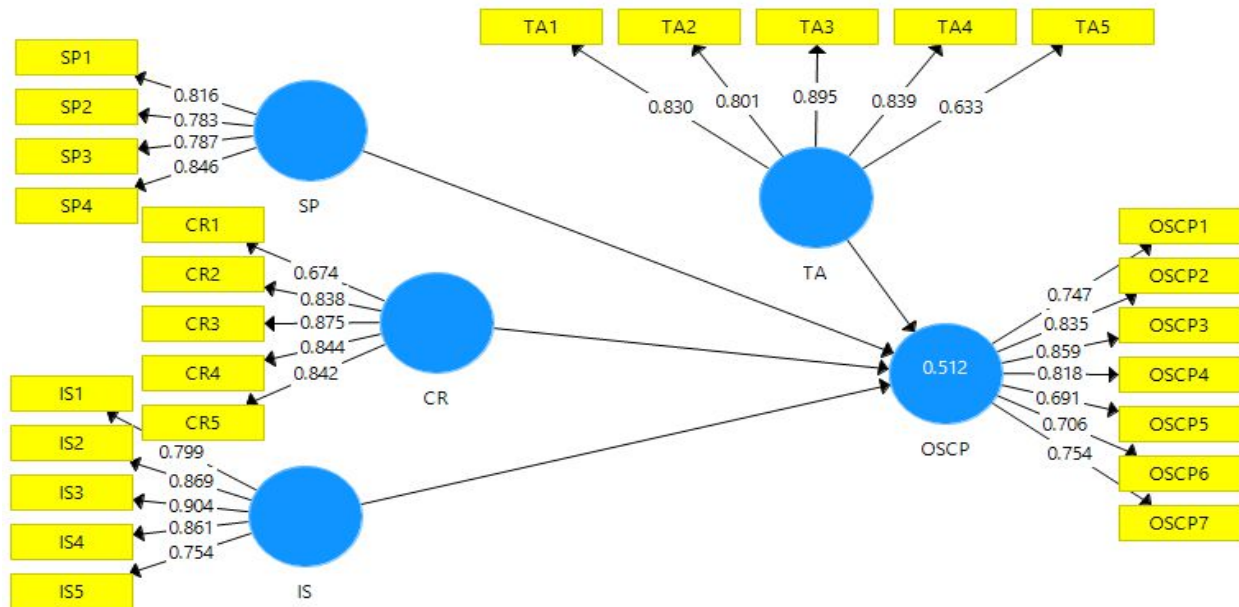 TA1
TA2
TA3
TA4
TA5
SP1
SP2
SP3
SP4
0.816
0.783
0.787
0.846
SP
0.830
0.801
0.895
0.839
0.633
TA
CR1
CR2
CR3
CR4
CR5
0.674
0.838
0.875
0.844
0.842
CR
IS1
IS2
IS3
IS4
IS5
0.799
0.869
0.904
0.861
0.754
IS
0.512
OSCP
0.747
0.835
0.859
0.818
0.691
0.706
0.754
OSCP1
OSCP2
OSCP3
OSCP4
OSCP5
OSCP6
OSCP7